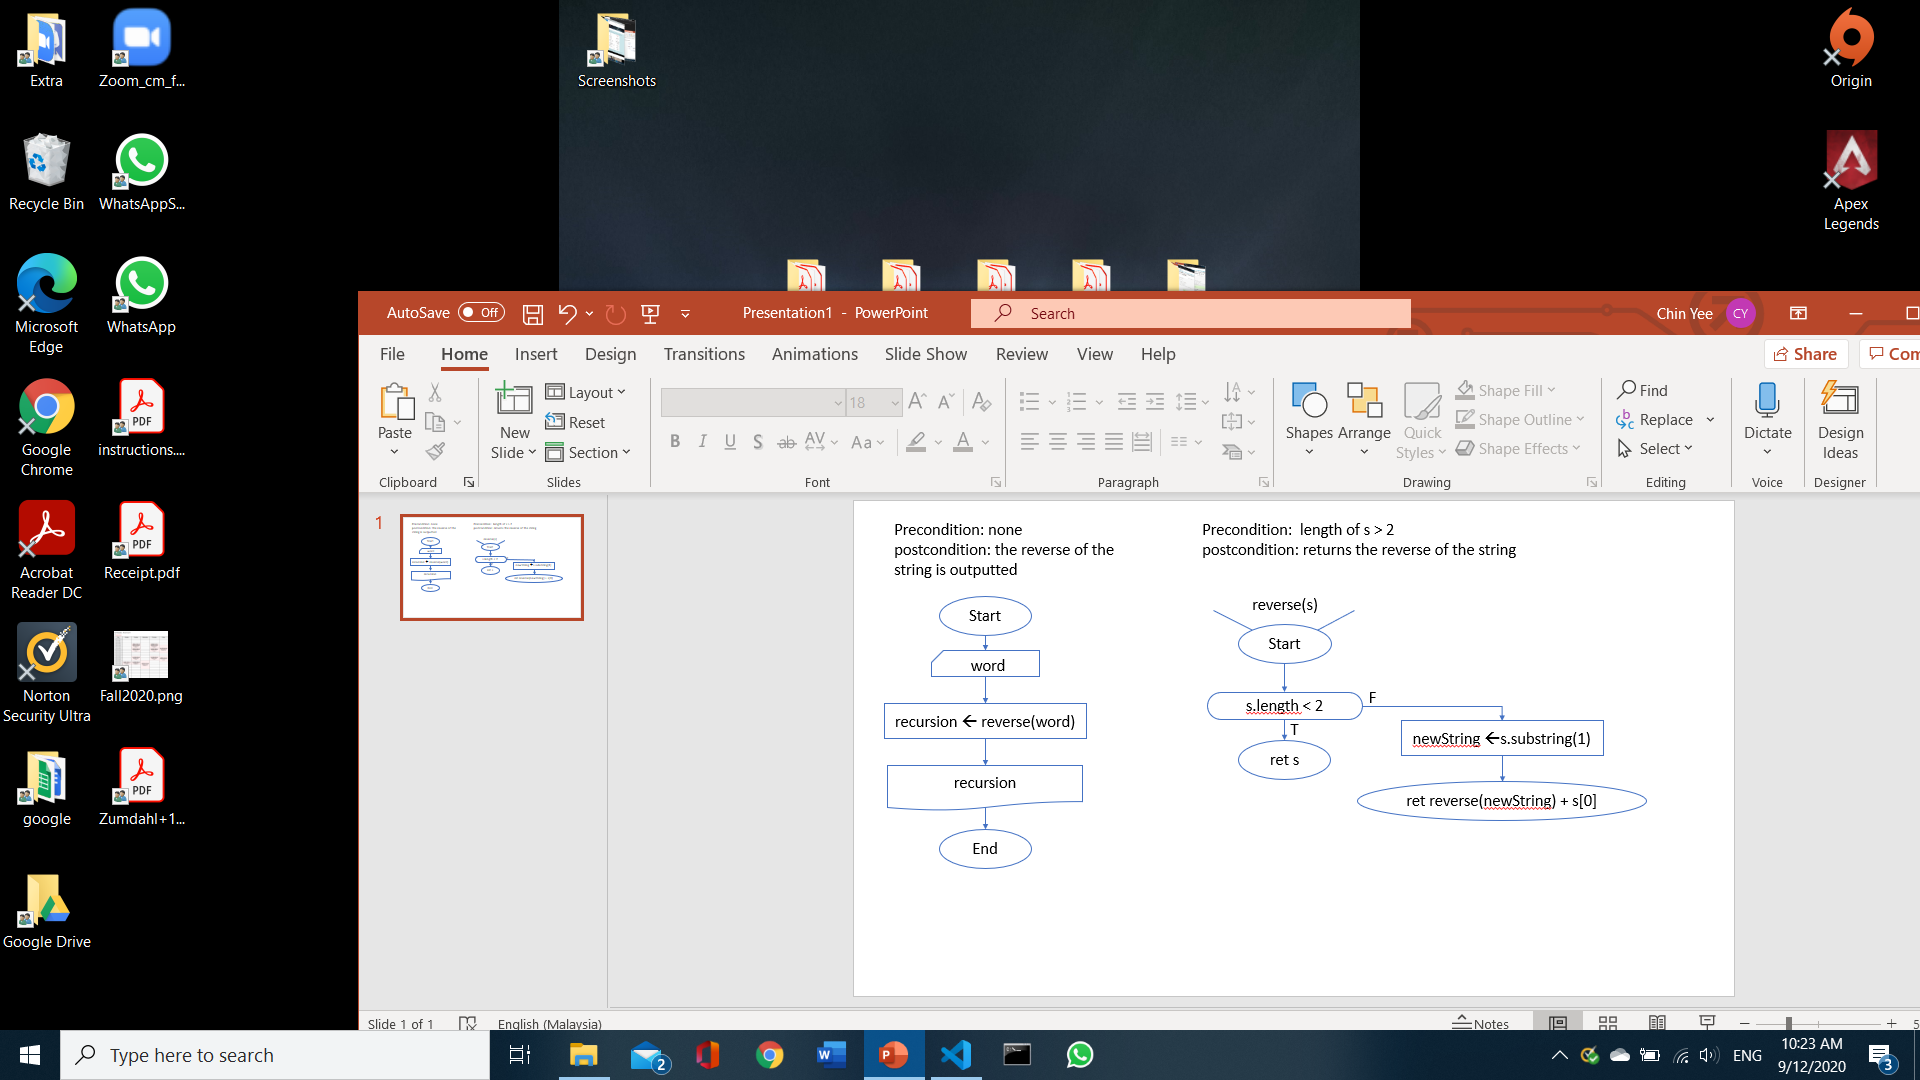 Extra
Zoom_cm_f...
Screenshots
Origin
Recycle Bin
WhatsAppS...
Apex
Legends
Microsoft
Edge
WhatsApp
Google
Chrome
instructions....
Acrobat
Reader DC
Receipt.pdf
Norton
Security Ultra
Fall2020.png
google
Zumdahl+1...
Google Drive
AutoSave Off
Presentation1 - PowerPoint
Search
Chin Yee CY
File Home Insert Design Transitions Animations Slide Show Review View Help
Share
Com
Paste
Clipboard
New
Slide
Layout
Reset
Section
Slides
18
B I U S ab AV Aa A
Font
Paragraph
Shapes
Arrange
Quick
Styles
Shape Fill
Shape Outline
Shape Effects
Drawing
Find
Replace
Select
Editing
Dictate
Voice
Design
Ideas
Designer
1
Precondition: none
postcondition: the reverse of the
string is outputted
Start
word
recursion ← reverse(word)
recursion
End
Precondition:  length of s > 2
postcondition: returns the reverse of the string
reverse(s)
Start
s.length < 2
F
T
ret s
newString ←s.substring(1)
ret reverse(newString) + s[0]
Slide 1 of 1
English (Malaysia)
Notes
5
Type here to search
2
ENG
10:23 AM
9/12/2020
3